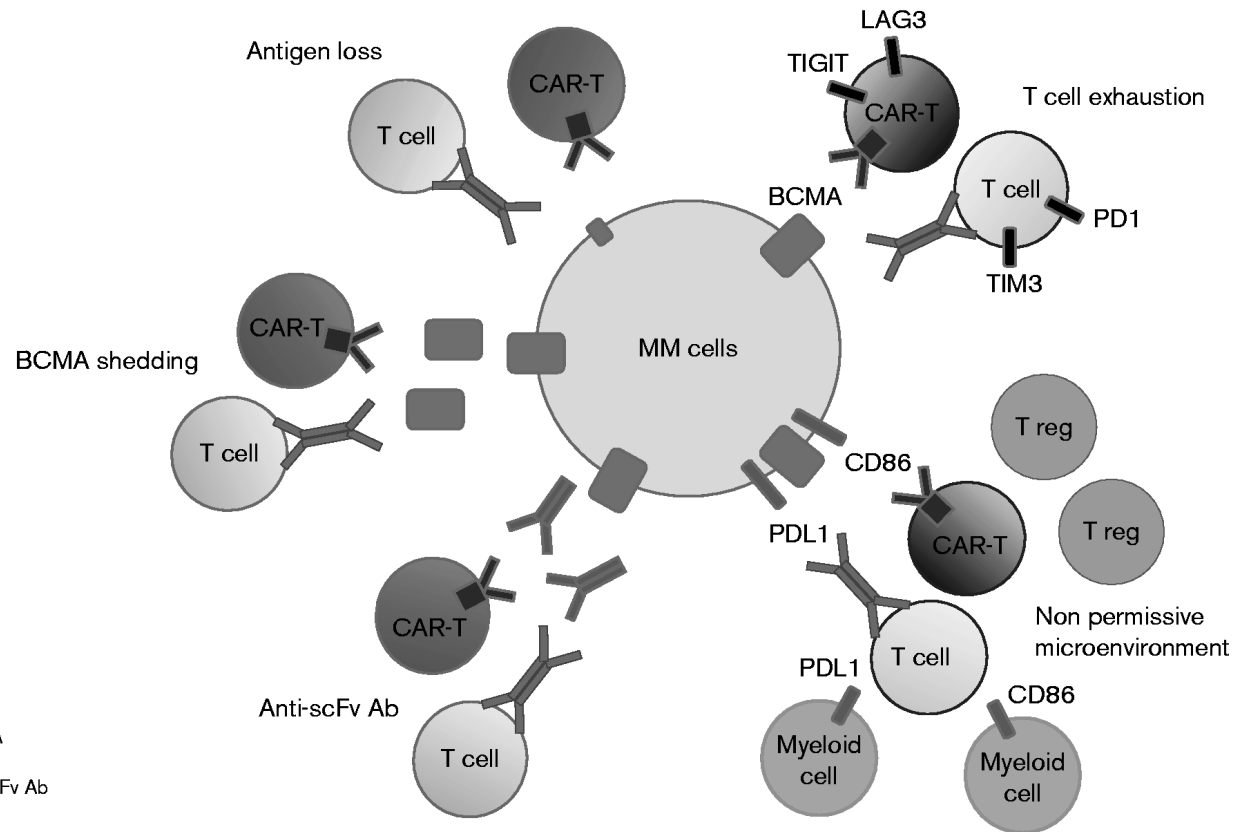 LAG3
Antigen loss
TIGIT
CAR-T
CAR-T
T cell exhaustion
T cell
T cell
BCMA
PD1
TIM3
CAR-T
BCMA shedding
MM cells
T cell
T reg
CD86
T reg
PDL1
CAR-T
CAR-T
Non permissive
microenvironment
T cell
PDL1
CD86
Anti-scFv Ab
T cell
Myeloid
cell
Myeloid
cell
Fv Ab